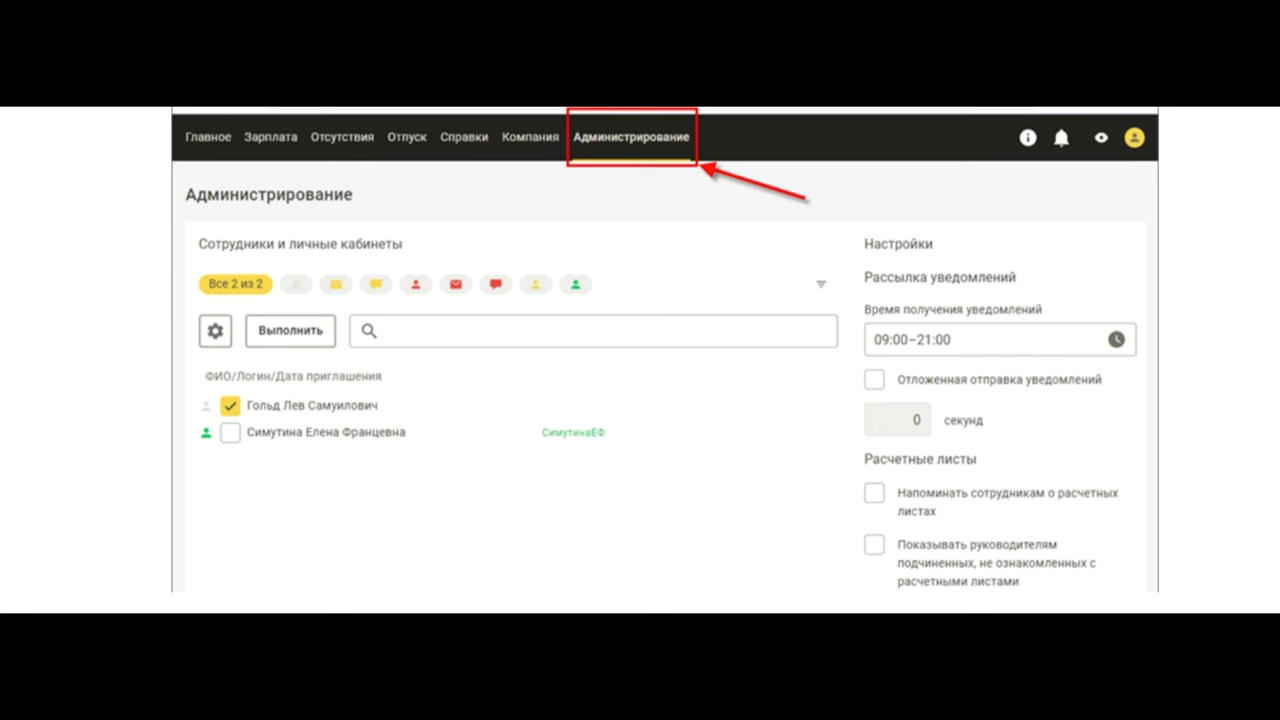 Главное Зарплата Отсутствия Отпуск Справки Компания Администрирование
Администрирование
Сотрудники и личные кабинеты
Все 2 из 2
Выполнить
ФИО/Логин/Дата приглашения
Гольд Лев Самуилович
Симутина Елена Францевна СимутинаЕФ
Настройки
Рассылка уведомлений
Время получения уведомлений
09:00–21:00
Отложенная отправка уведомлений
0 секунд
Расчетные листы
Напоминать сотрудникам о расчетных
листах
Показывать руководителям
подчиненных, не ознакомленных с
расчетными листами